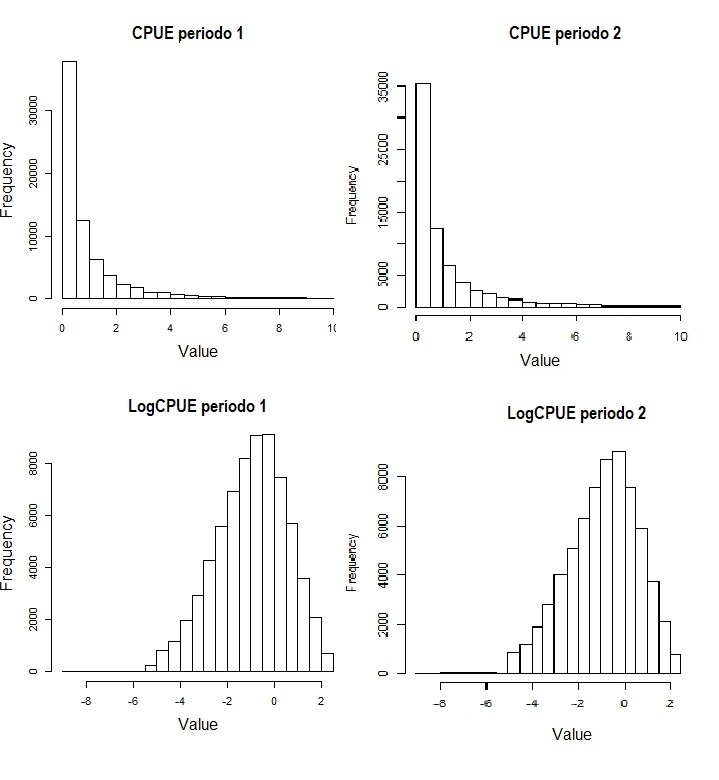 CPUE periodo 1
Frequency
30000
20000
10000
0
0 2 4 6 8 10
Value
CPUE periodo 2
Frequency
35000
25000
15000
5000
0
0 2 4 6 8 10
Value
LogCPUE período 1
Frequency
8000
6000
4000
2000
0
-8 -6 -4 -2 0 2
Value
LogCPUE periodo 2
Frequency
8000
6000
4000
2000
0
-8 -6 -4 -2 0 2
Value